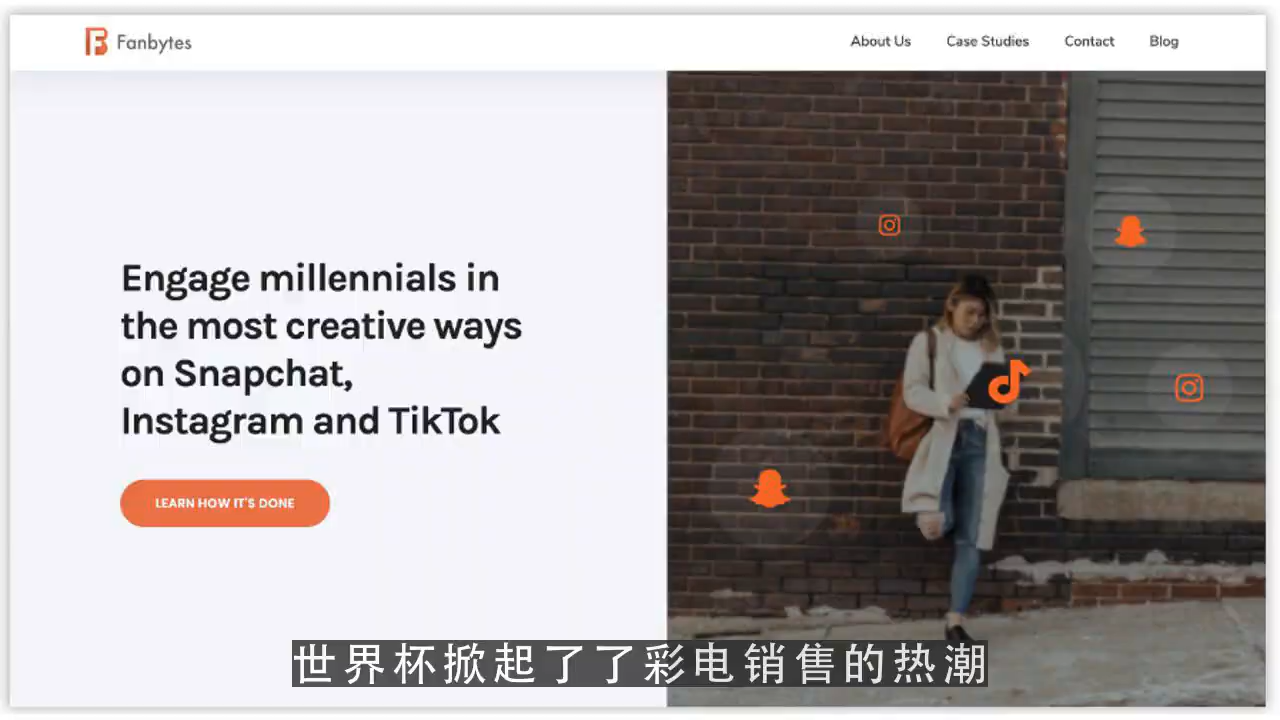 Fanbytes
About Us Case Studies Contact Blog
Engage millennials in
the most creative ways
on Snapchat,
Instagram and TikTok
LEARN HOW IT'S DONE
世界杯掀起了了彩电销售的热潮